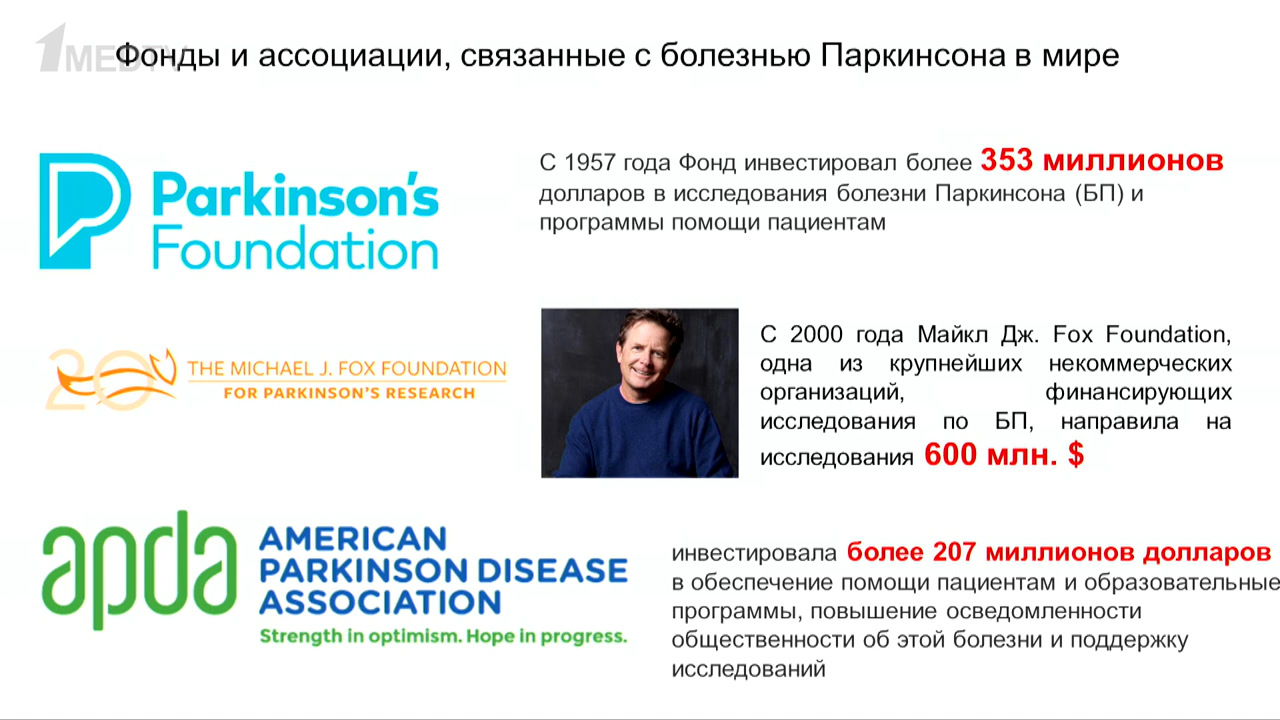 1MEDTV
Фонды и ассоциации, связанные с болезнью Паркинсона в мире
Parkinson's
Foundation
С 1957 года Фонд инвестировал более 353 миллионов
долларов в исследования болезни Паркинсона (БП) и
программы помощи пациентам
20
THE MICHAEL J. FOX FOUNDATION
FOR PARKINSON'S RESEARCH
С 2000 года Майкл Дж. Fox Foundation,
одна из крупнейших некоммерческих
организаций, финансирующих
исследования по БП, направила на
исследования 600 млн. $
apda
AMERICAN
PARKINSON DISEASE
ASSOCIATION
Strength in optimism. Hope in progress.
инвестировала более 207 миллионов долларов
в обеспечение помощи пациентам и образовательные
программы, повышение осведомленности
общественности об этой болезни и поддержку
исследований